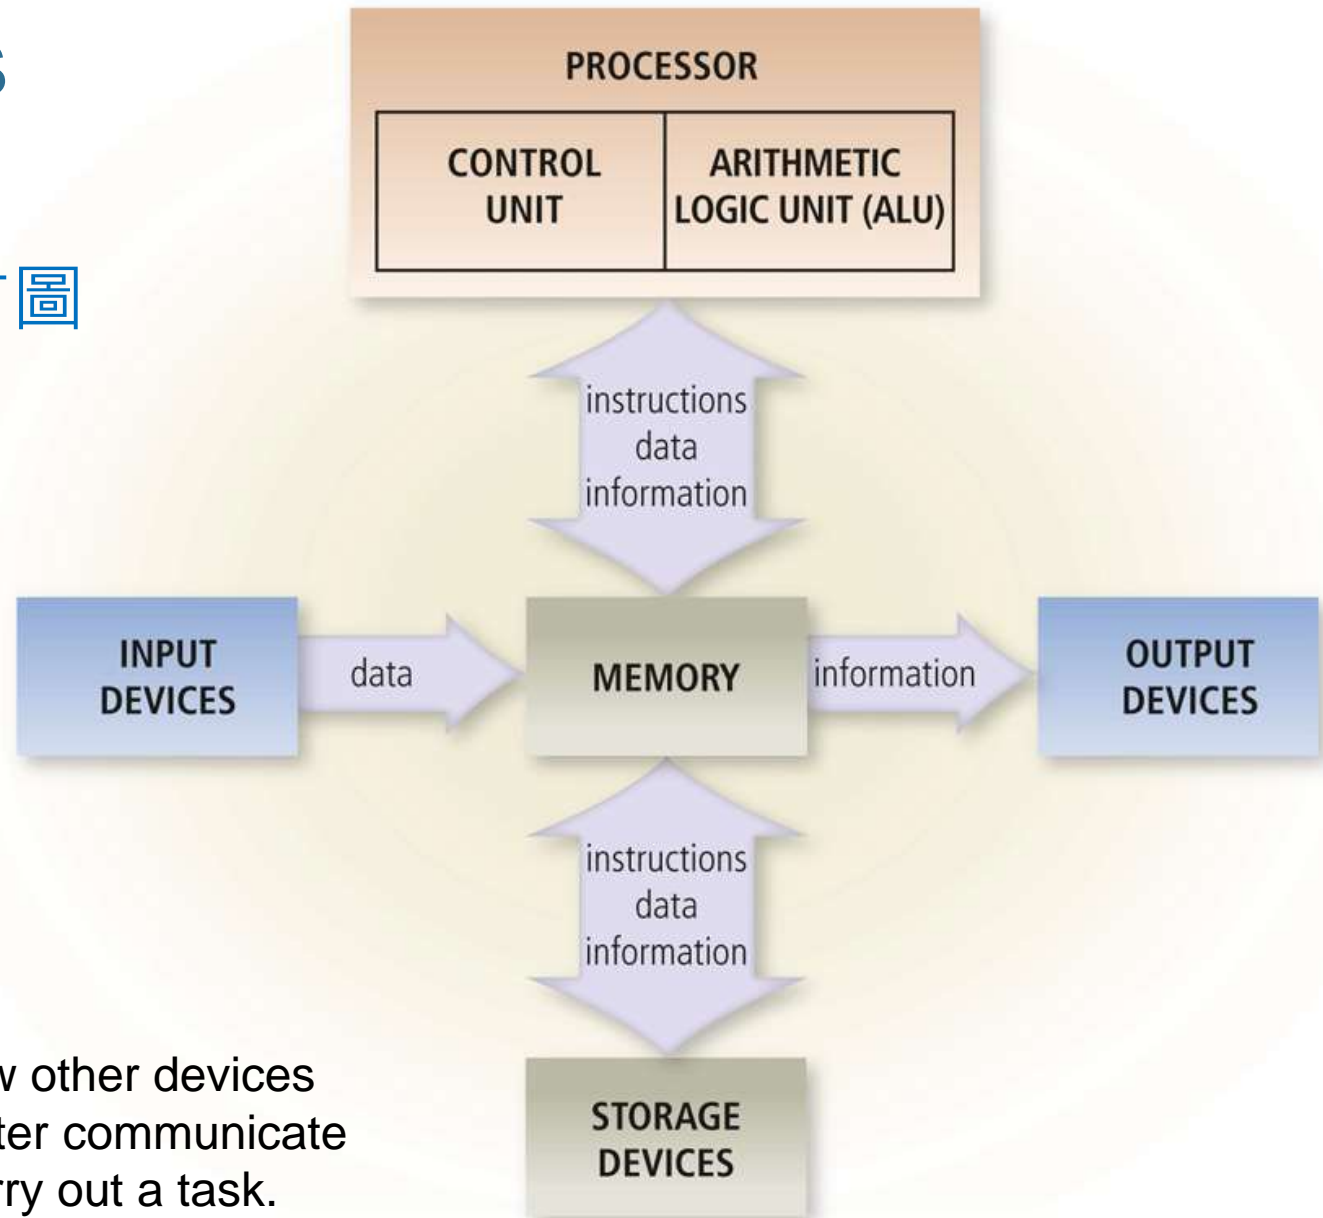 s
圖
PROCESSOR
CONTROL
UNIT
ARITHMETIC
LOGIC UNIT (ALU)
instructions
data
information
INPUT
DEVICES
data
MEMORY
information
OUTPUT
DEVICES
instructions
data
information
STORAGE
DEVICES
w other devices
ter communicate
rry out a task.